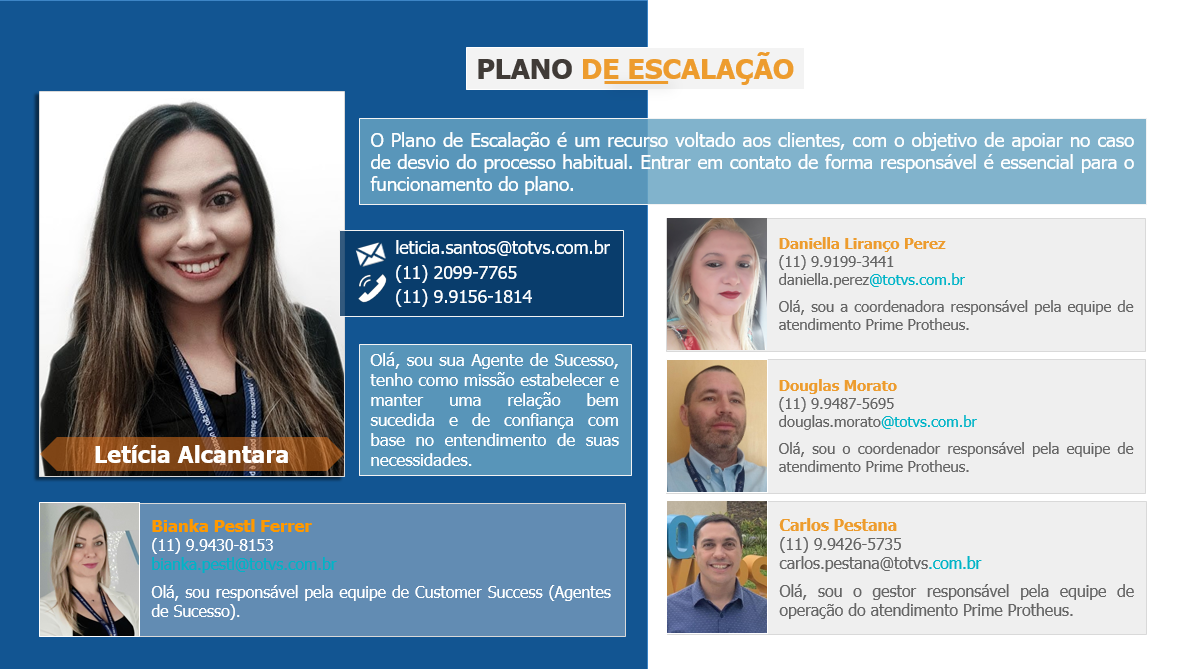 PLANO DE ESCALAÇÃO
O Plano de Escalação é um recurso voltado aos clientes, com o objetivo de apoiar no caso
de desvio do processo habitual. Entrar em contato de forma responsável é essencial para o
funcionamento do plano.
leticia.santos@totvs.com.br
(11) 2099-7765
(11) 9.9156-1814
Olá, sou sua Agente de Sucesso,
tenho como missão estabelecer e
manter uma relação bem
sucedida e de confiança com
base no entendimento de suas
necessidades.
Letícia Alcantara
Bianka Pestl Ferrer
(11) 9.9430-8153
bianka.pestl@totvs.com.br
Olá, sou responsável pela equipe de Customer Success (Agentes
de Sucesso).
Daniella Liranço Perez
(11) 9.9199-3441
daniella.perez@totvs.com.br
Olá, sou a coordenadora responsável pela equipe de
atendimento Prime Protheus.
Douglas Morato
(11) 9.9487-5695
douglas.morato@totvs.com.br
Olá, sou o coordenador responsável pela equipe de
atendimento Prime Protheus.
Carlos Pestana
(11) 9.9426-5735
carlos.pestana@totvs.com.br
Olá, sou o gestor responsável pela equipe de
operação do atendimento Prime Protheus.